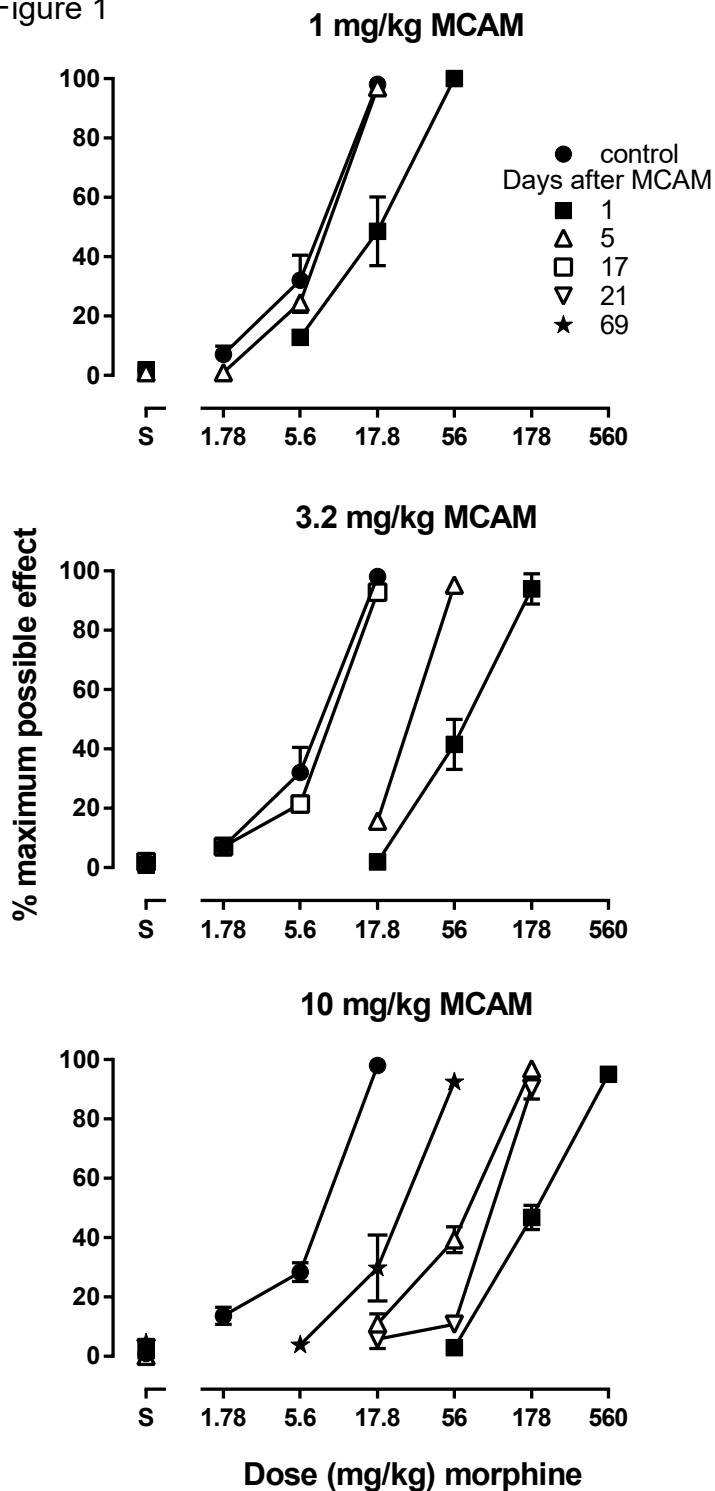 Figure 1
1 mg/kg MCAM
100
80
60
40
20
0
control
Days after MCAM
1
5
17
21
69
S 1.78 5.6 17.8 56 178 560
% maximum possible effect
3.2 mg/kg MCAM
100
80
60
40
20
0
S 1.78 5.6 17.8 56 178 560
10 mg/kg MCAM
100
80
60
40
20
0
S 1.78 5.6 17.8 56 178 560
Dose (mg/kg) morphine